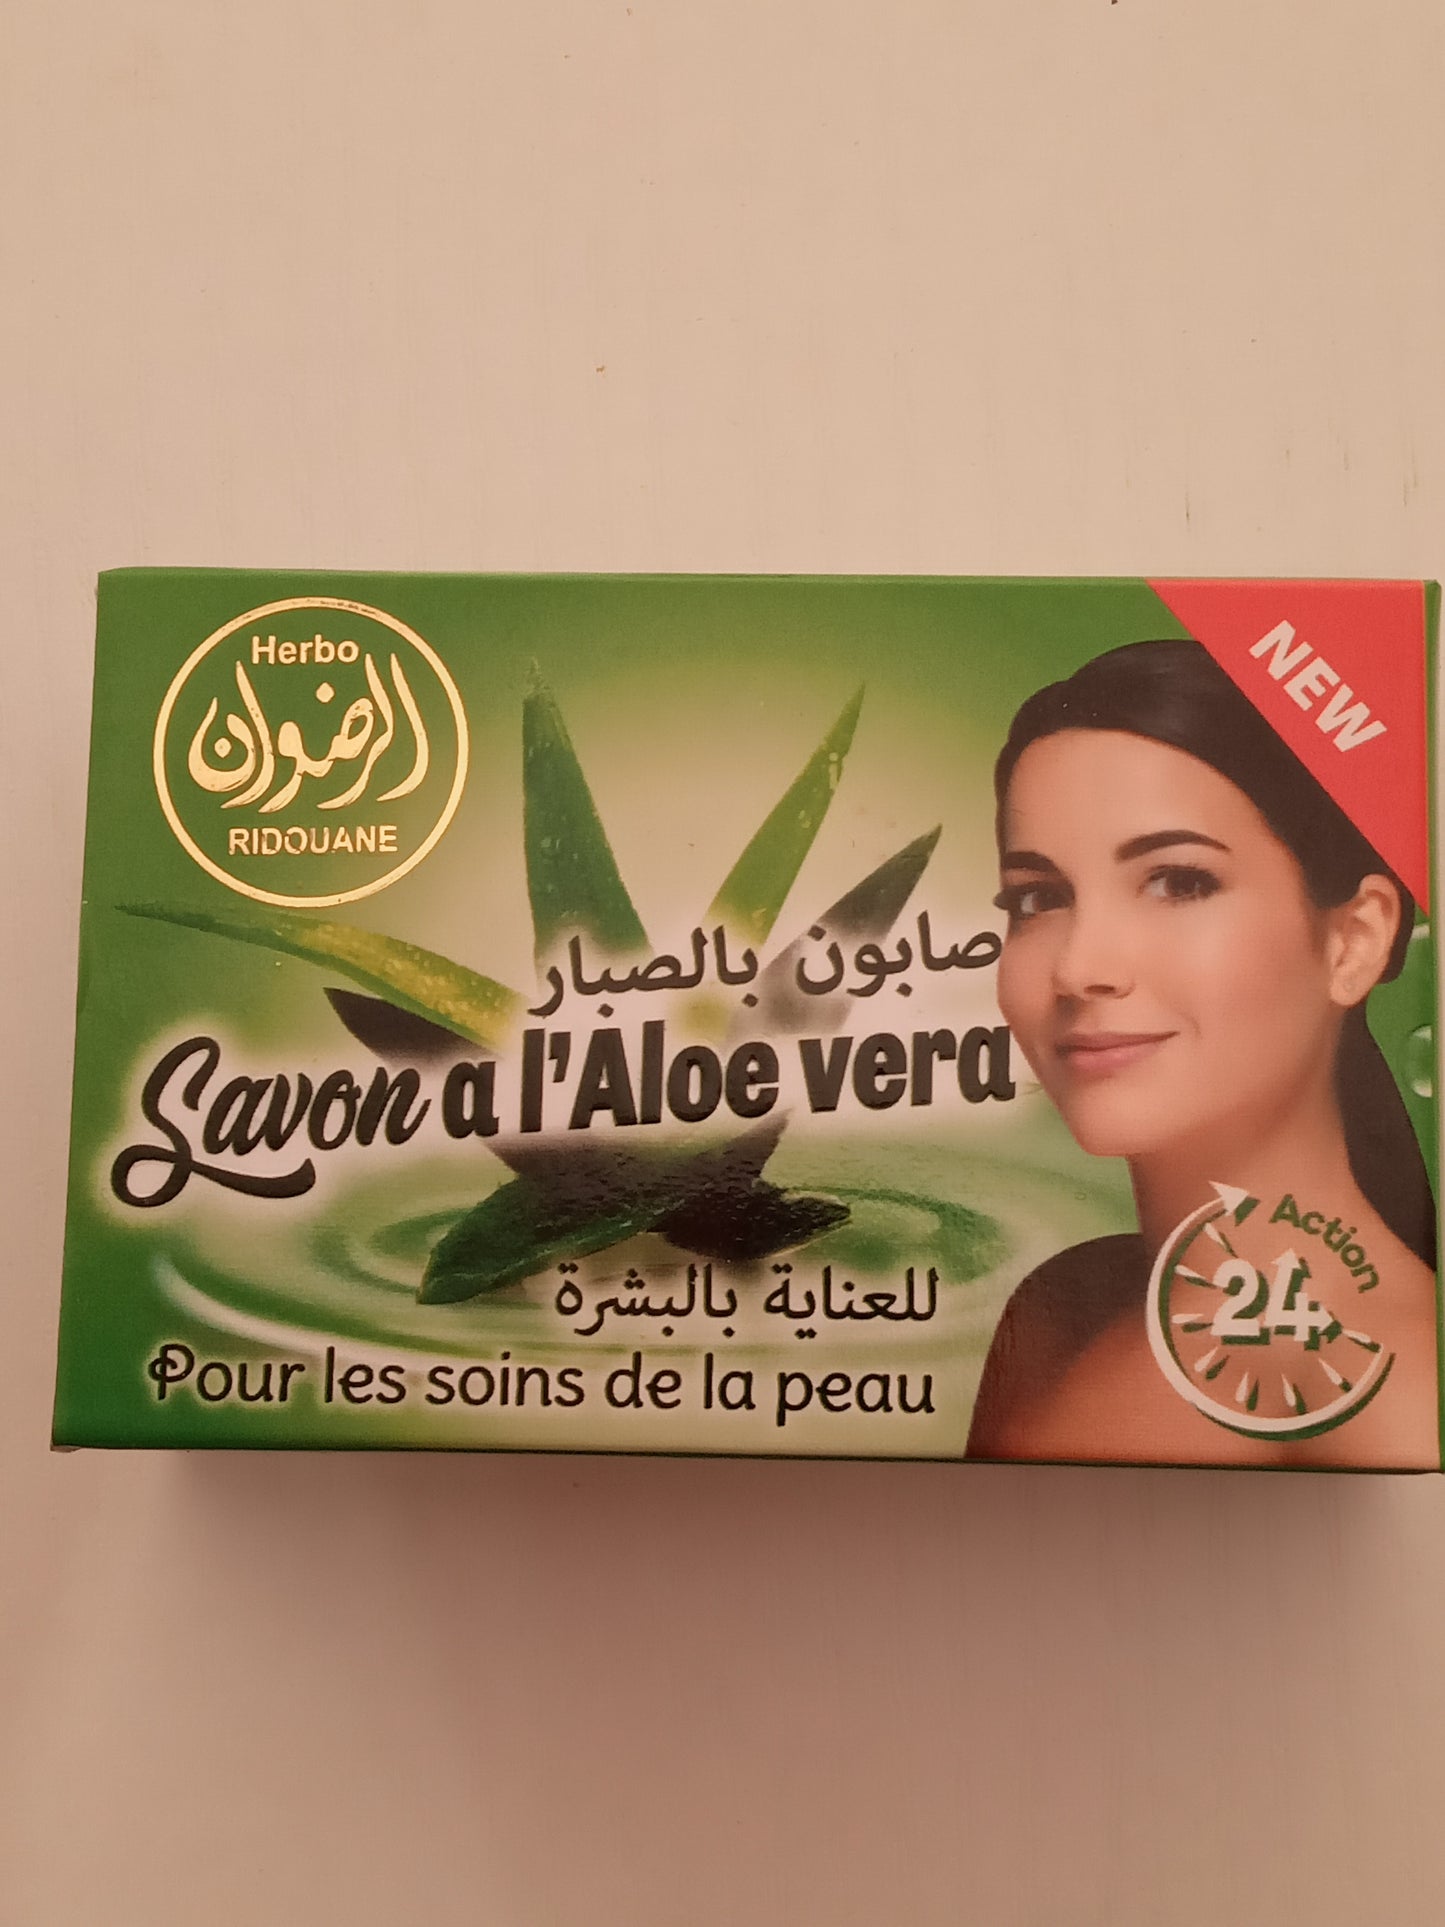 Herbo
الرضوان
RIDOUANE
NEW
صابون بالصبار
Savon a l'Aloe vera
للعناية بالبشرة
Pour les soins de la peau
Action
24